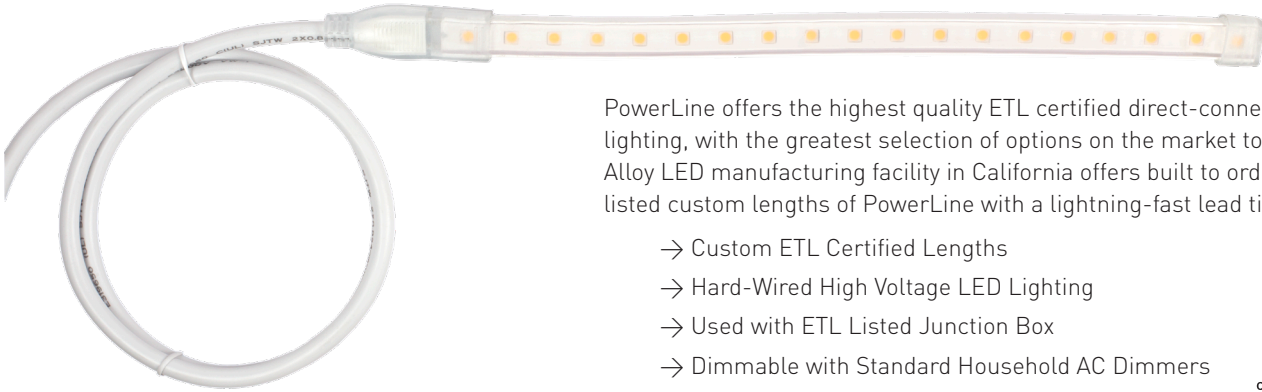 PowerLine offers the highest quality ETL certified direct-conne
lighting, with the greatest selection of options on the market to
Alloy LED manufacturing facility in California offers built to ord
listed custom lengths of PowerLine with a lightning-fast lead ti
→ Custom ETL Certified Lengths
→ Hard-Wired High Voltage LED Lighting
→ Used with ETL Listed Junction Box
→ Dimmable with Standard Household AC Dimmers